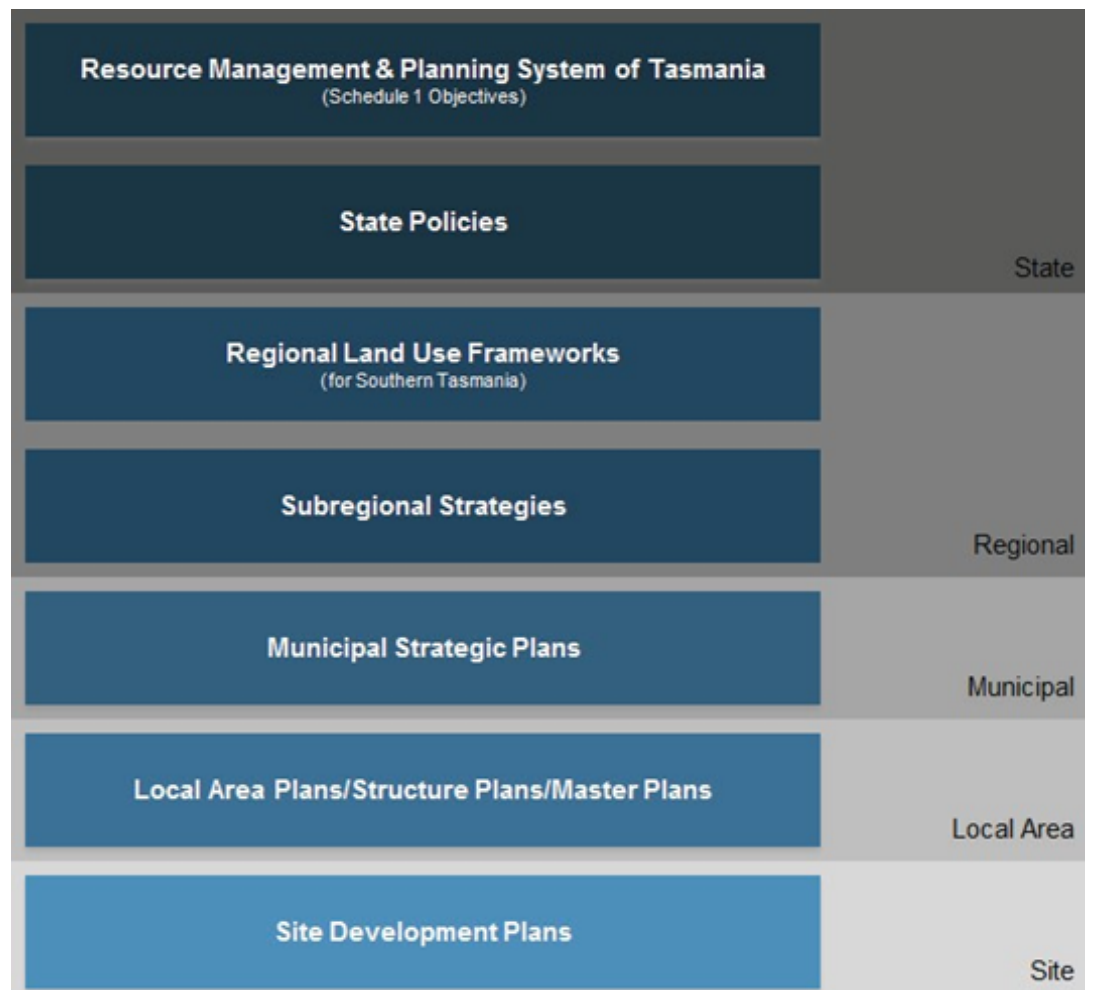 Resource Management & Planning System of Tasmania
(Schedule 1 Objectives)
State Policies
State
Regional Land Use Frameworks
(for Southern Tasmania)
Subregional Strategies
Regional
Municipal Strategic Plans
Municipal
Local Area Plans/Structure Plans/Master Plans
Local Area
Site Development Plans
Site